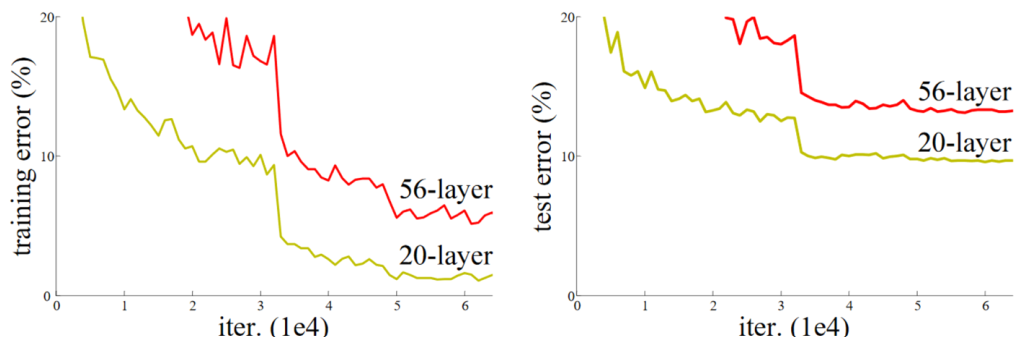 training error (%)
20
10
0
0 1 2 3 4 5 6
iter. (1e4)
56-layer
20-layer
test error (%)
20
10
0
0 1 2 3 4 5 6
iter. (1e4)
56-layer
20-layer